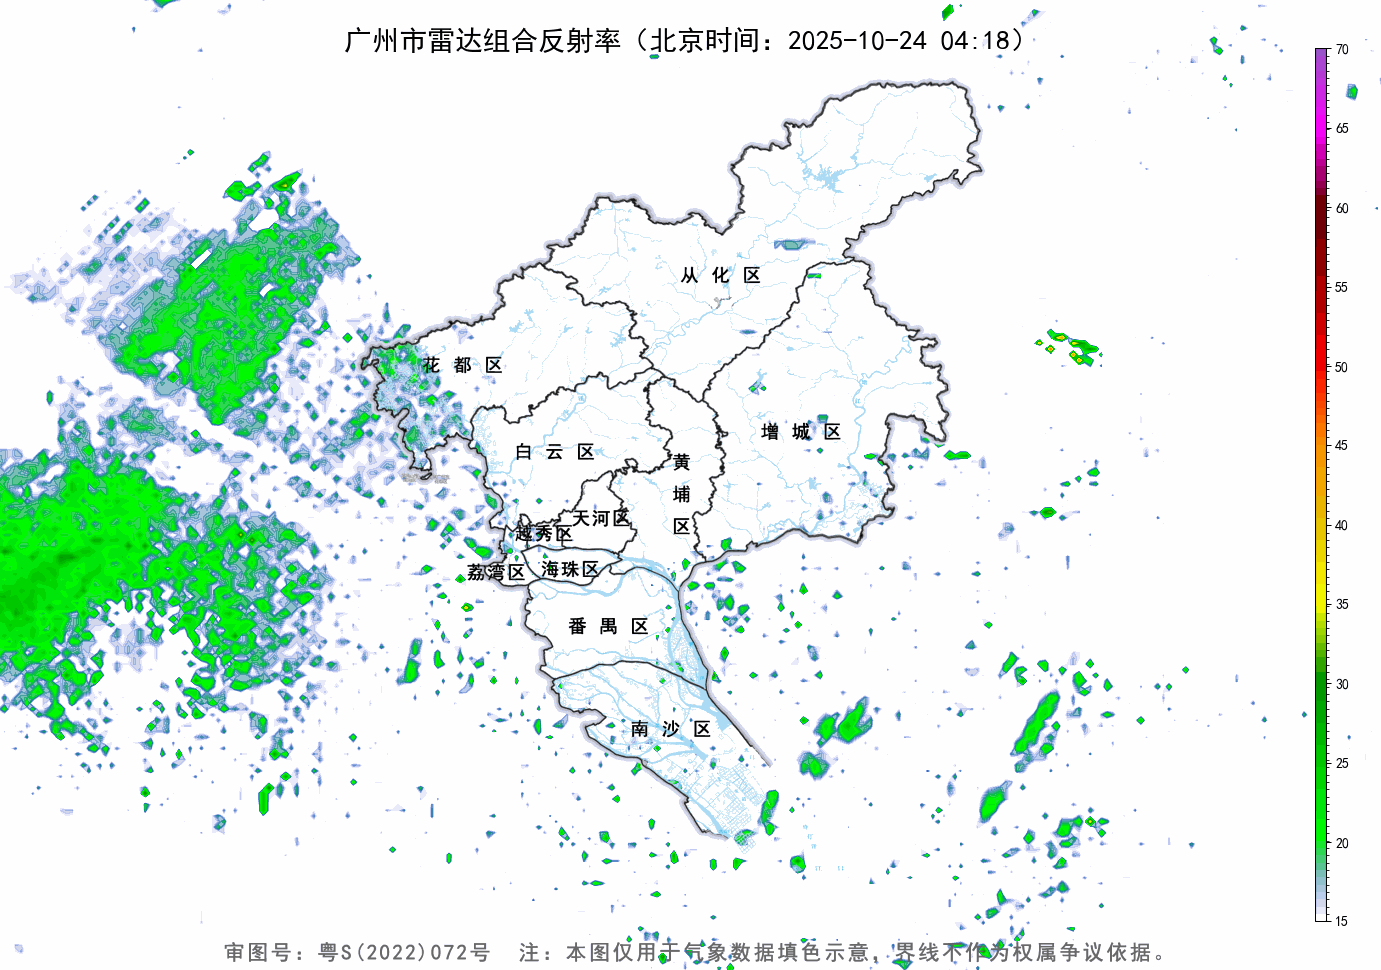 广州市雷达组合反射率（北京时间：2025-10-24 04:18）
70
65
60
55
50
45
40
35
30
25
20
15
从化区
花都区
增城区
白云区
黄埔区
天河区
越秀区
荔湾区
海珠区
番禺区
南沙区
审图号：粤S(2022)072号 注：本图仅用于气象数据填色示意，界线不作为权属争议依据。